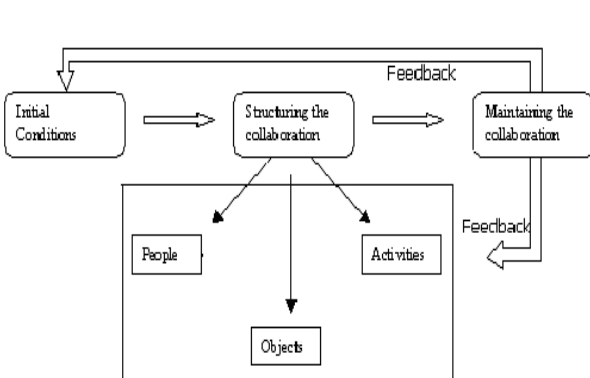 Feedback
Initial
Conditions
Structuring the
collaboration
Maintaining the
collaboration
Feedback
People
Activities
Objects